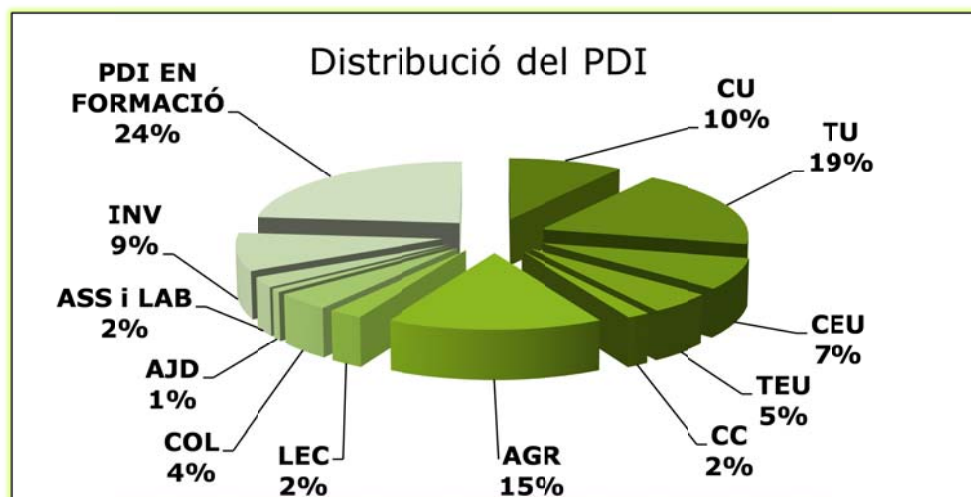 Distribució del PDI
CU
10%
TU
19%
CEU
7%
TEU
5%
CC
2%
AGR
15%
LEC
2%
COL
4%
AJD
1%
ASS i LAB
2%
INV
9%
PDI EN
FORMACIÓ
24%